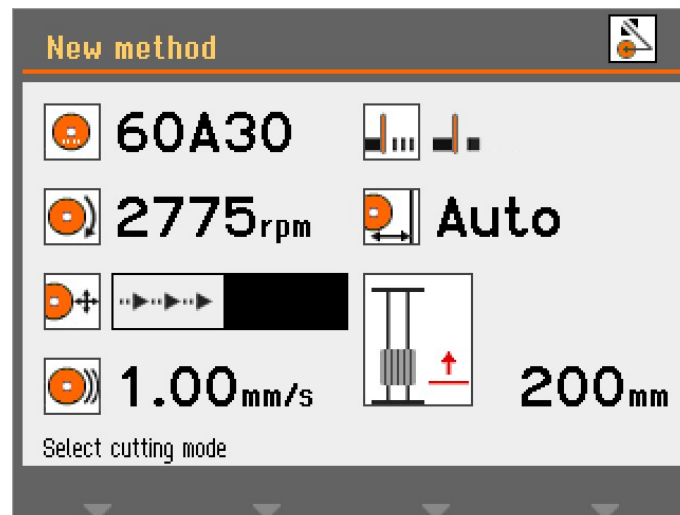 New method
60A30
2775rpm
Auto
1.00mm/s
200mm
Select cutting mode